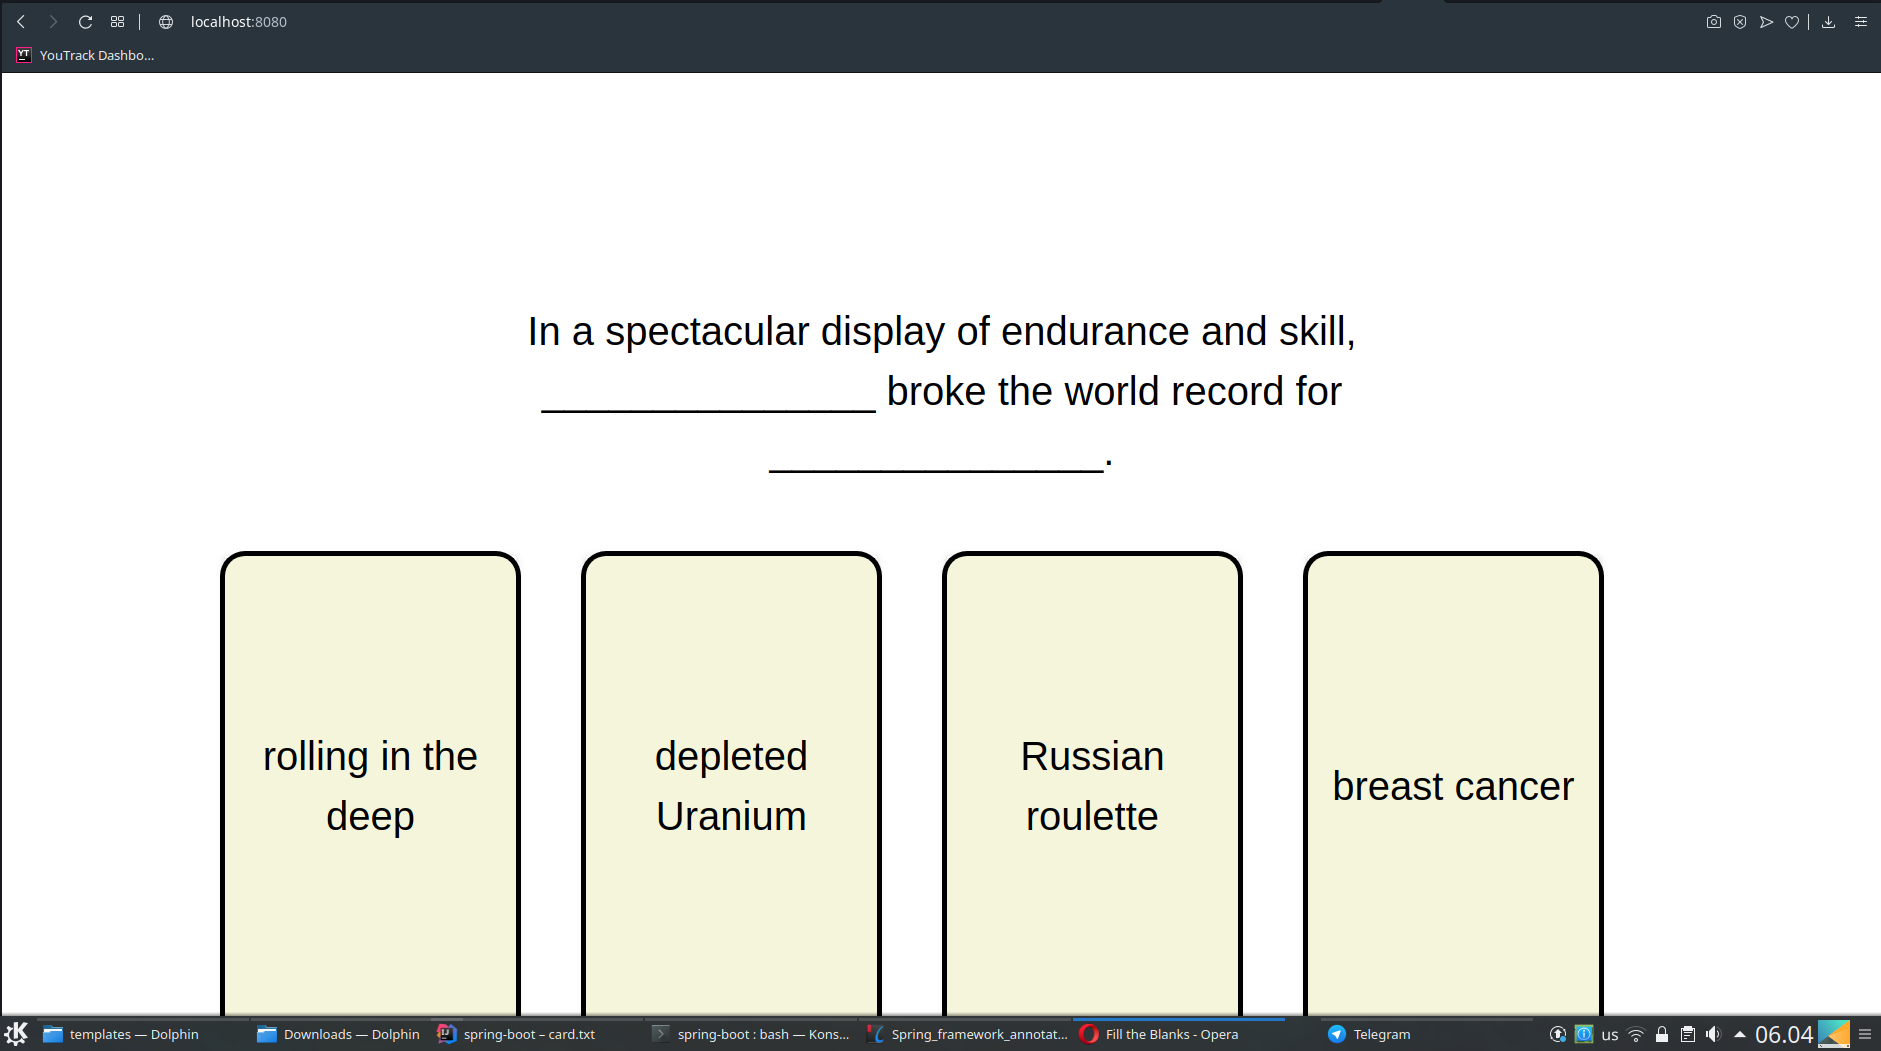 localhost:8080
YouTrack Dashbo...
In a spectacular display of endurance and skill,
_______________ broke the world record for
_______________.
rolling in the
deep
depleted
Uranium
Russian
roulette
breast cancer
templates — Dolphin
Downloads — Dolphin
spring-boot – card.txt
spring-boot : bash — Kons...
Spring_framework_annotat...
Fill the Blanks - Opera
Telegram
us
06.04